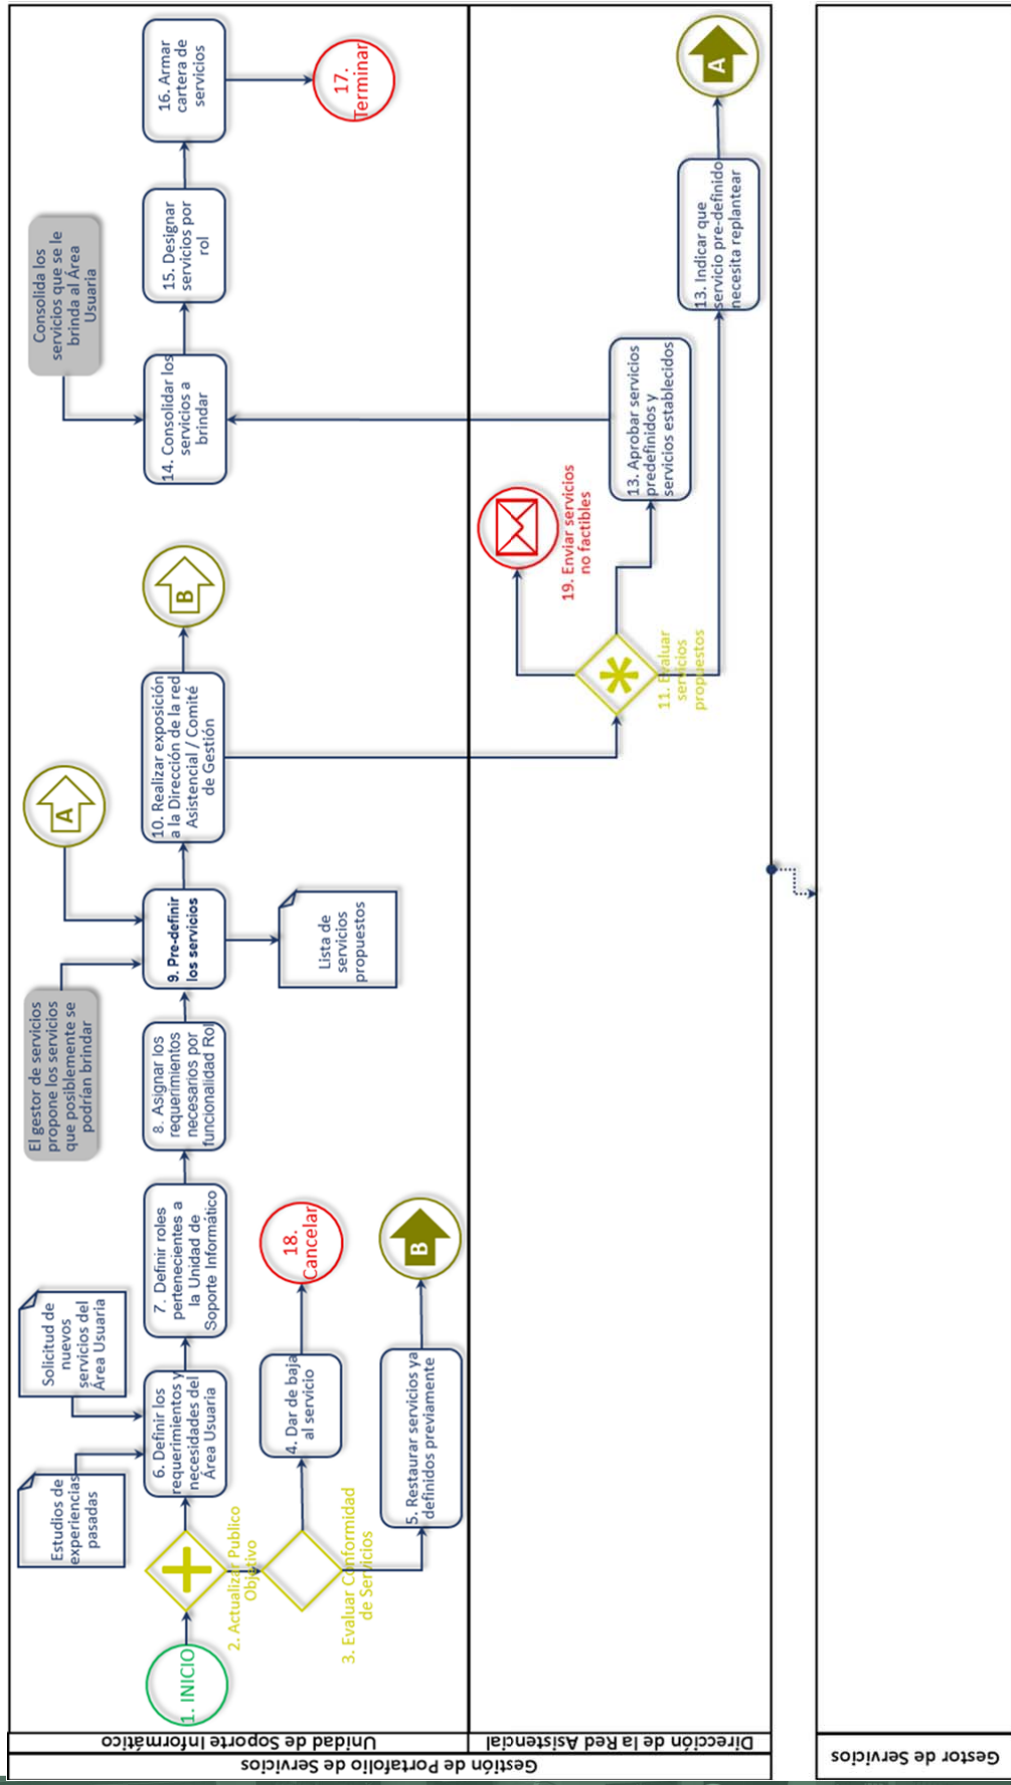 Gestión de Portafolio de Servicios
Unidad de Soporte Informático
1. INICIO
2. Actualizar Publico
Objetivo
3. Evaluar Conformidad
de Servicios
Estudios de
experiencias
pasadas
Solicitud de
nuevos
servicios del
Área Usuaria
6. Definir los
requerimientos y
necesidades del
Área Usuaria
4. Dar de baja
al servicio
18.
Cancelar
5. Restaurar servicios ya
definidos previamente
B
7. Definir roles
pertenecientes a
la Unidad de
Soporte Informático
8. Asignar los
requerimientos
necesarios por
funcionalidad Rol
El gestor de servicios
propone los servicios
que posiblemente se
podrían brindar
A
9. Pre-definir
los servicios
Lista de
servicios
propuestos
10. Realizar exposición
a la Dirección de la red
Asistencial / Comité
de Gestión
B
Consolida los
servicios que se le
brinda al Área
Usuaria
14. Consolidar los
servicios a
brindar
15. Designar
servicios por
rol
16. Armar
cartera de
servicios
17.
Terminar
Dirección de la Red Asistencial
11. Evaluar
servicios
propuestos
19. Enviar servicios
no factibles
13. Aprobar servicios
predefinidos y
servicios establecidos
13. Indicar que
servicio pre-definido
necesita replantear
A
Gestor de Servicios